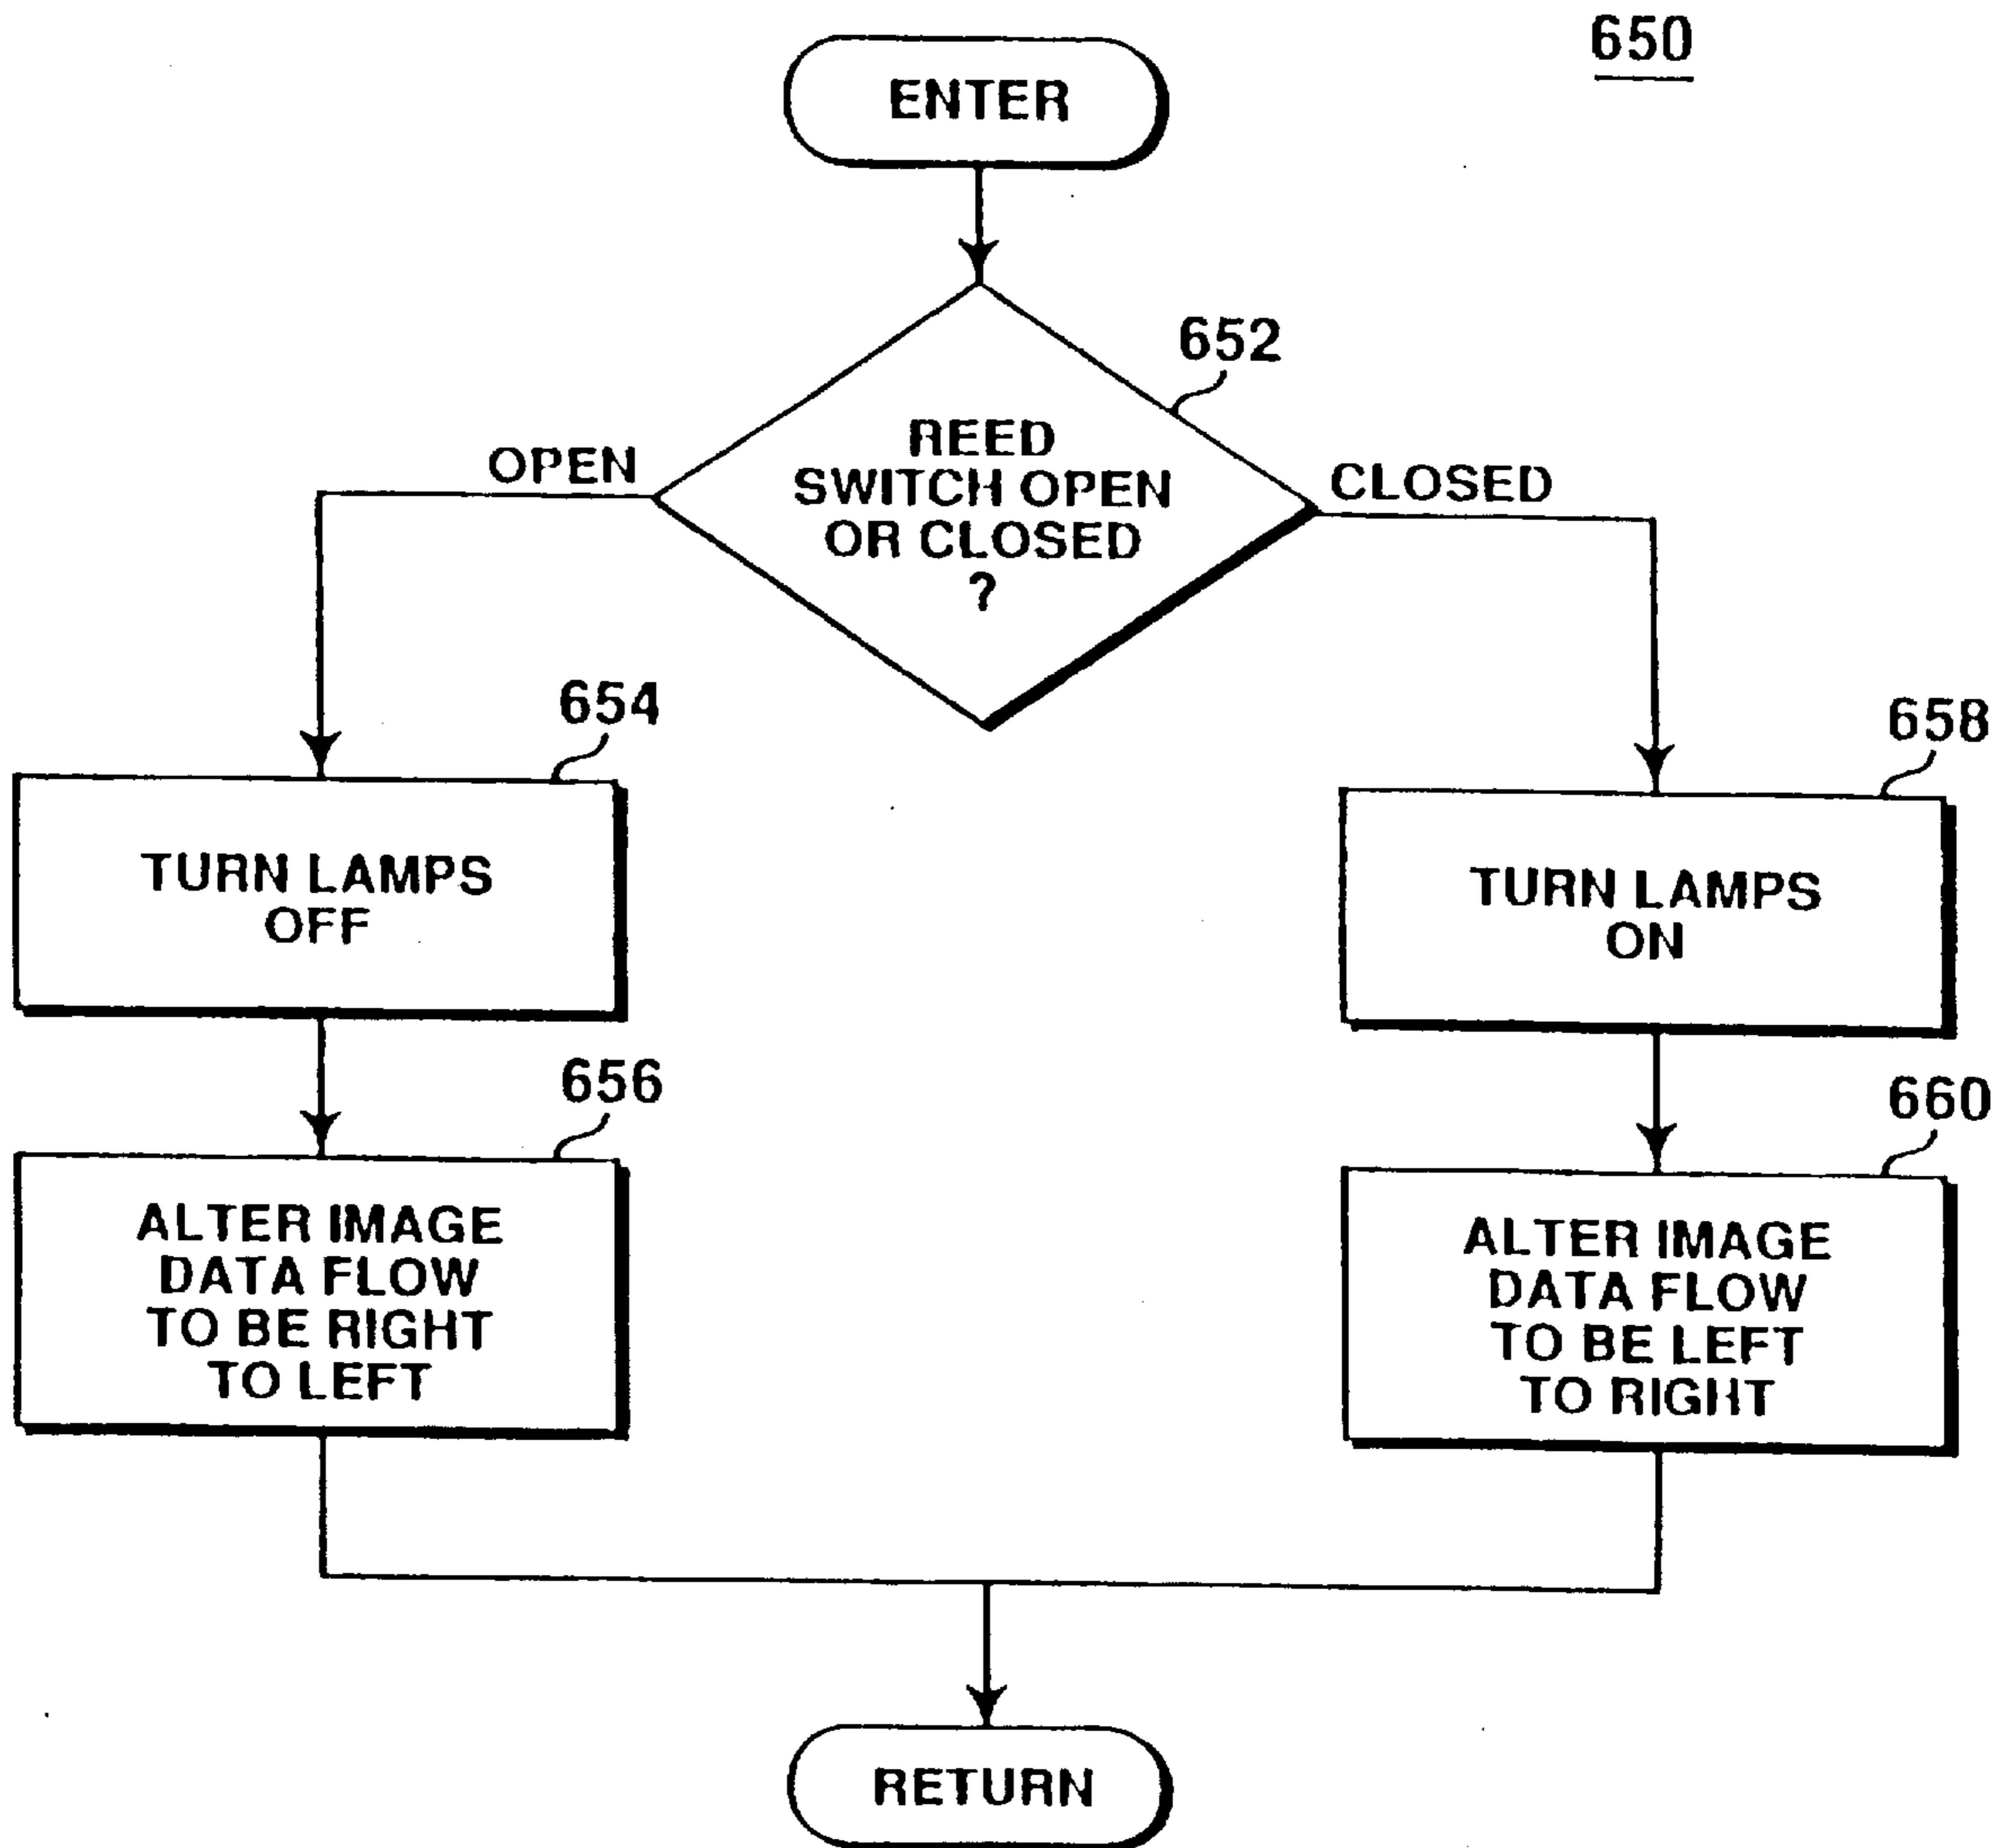 650
ENTER
652
REED
SWITCH OPEN
OR CLOSED
?
OPEN
CLOSED
654
TURN LAMPS
OFF
658
TURN LAMPS
ON
656
ALTER IMAGE
DATA FLOW
TO BE RIGHT
TO LEFT
660
ALTER IMAGE
DATA FLOW
TO BE LEFT
TO RIGHT
RETURN